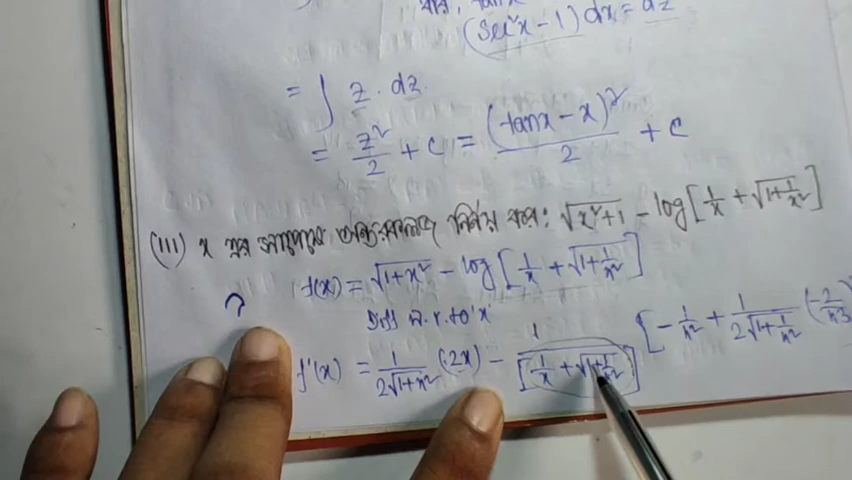 (sec²x - 1) dx = dz
= ∫ z . dz.
= z²/2 + c = (tanx - x)²/2 + c
(III) x এর সাপেক্ষে অন্তরকলজ নির্ণয় কর: √x²+1 - log[1/x + √1+1/x²]
f(x) = √1+x² - log[1/x + √1+1/x²]
Diff w.r.to 'x'
f'(x) = 1/2√1+x² (2x) - 1/[1/x + √1+1/x²] [-1/x² + 1/2√1+1/x² (-2/x3)